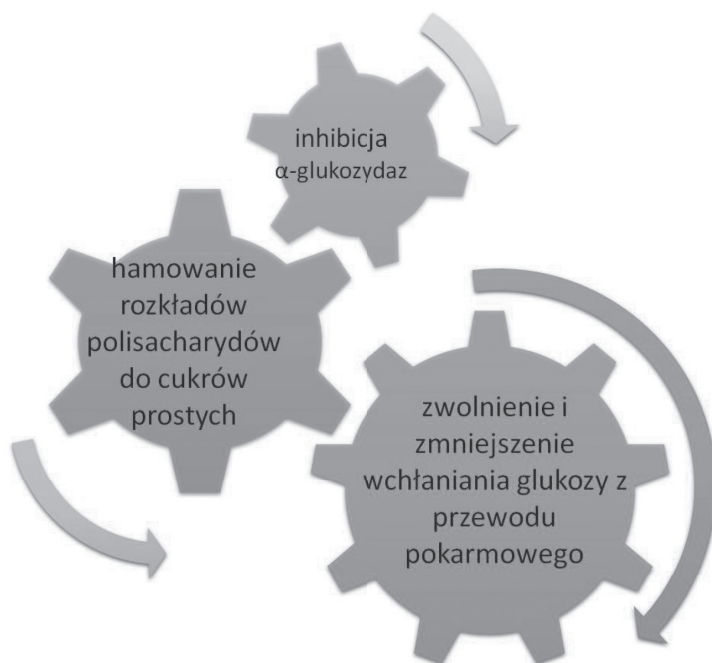 inhibicja
α-glukozydaz
hamowanie
rozkładów
polisacharydów
do cukrów
prostych
zwolnienie i
zmniejszenie
wchłaniania glukozy z
przewodu
pokarmowego